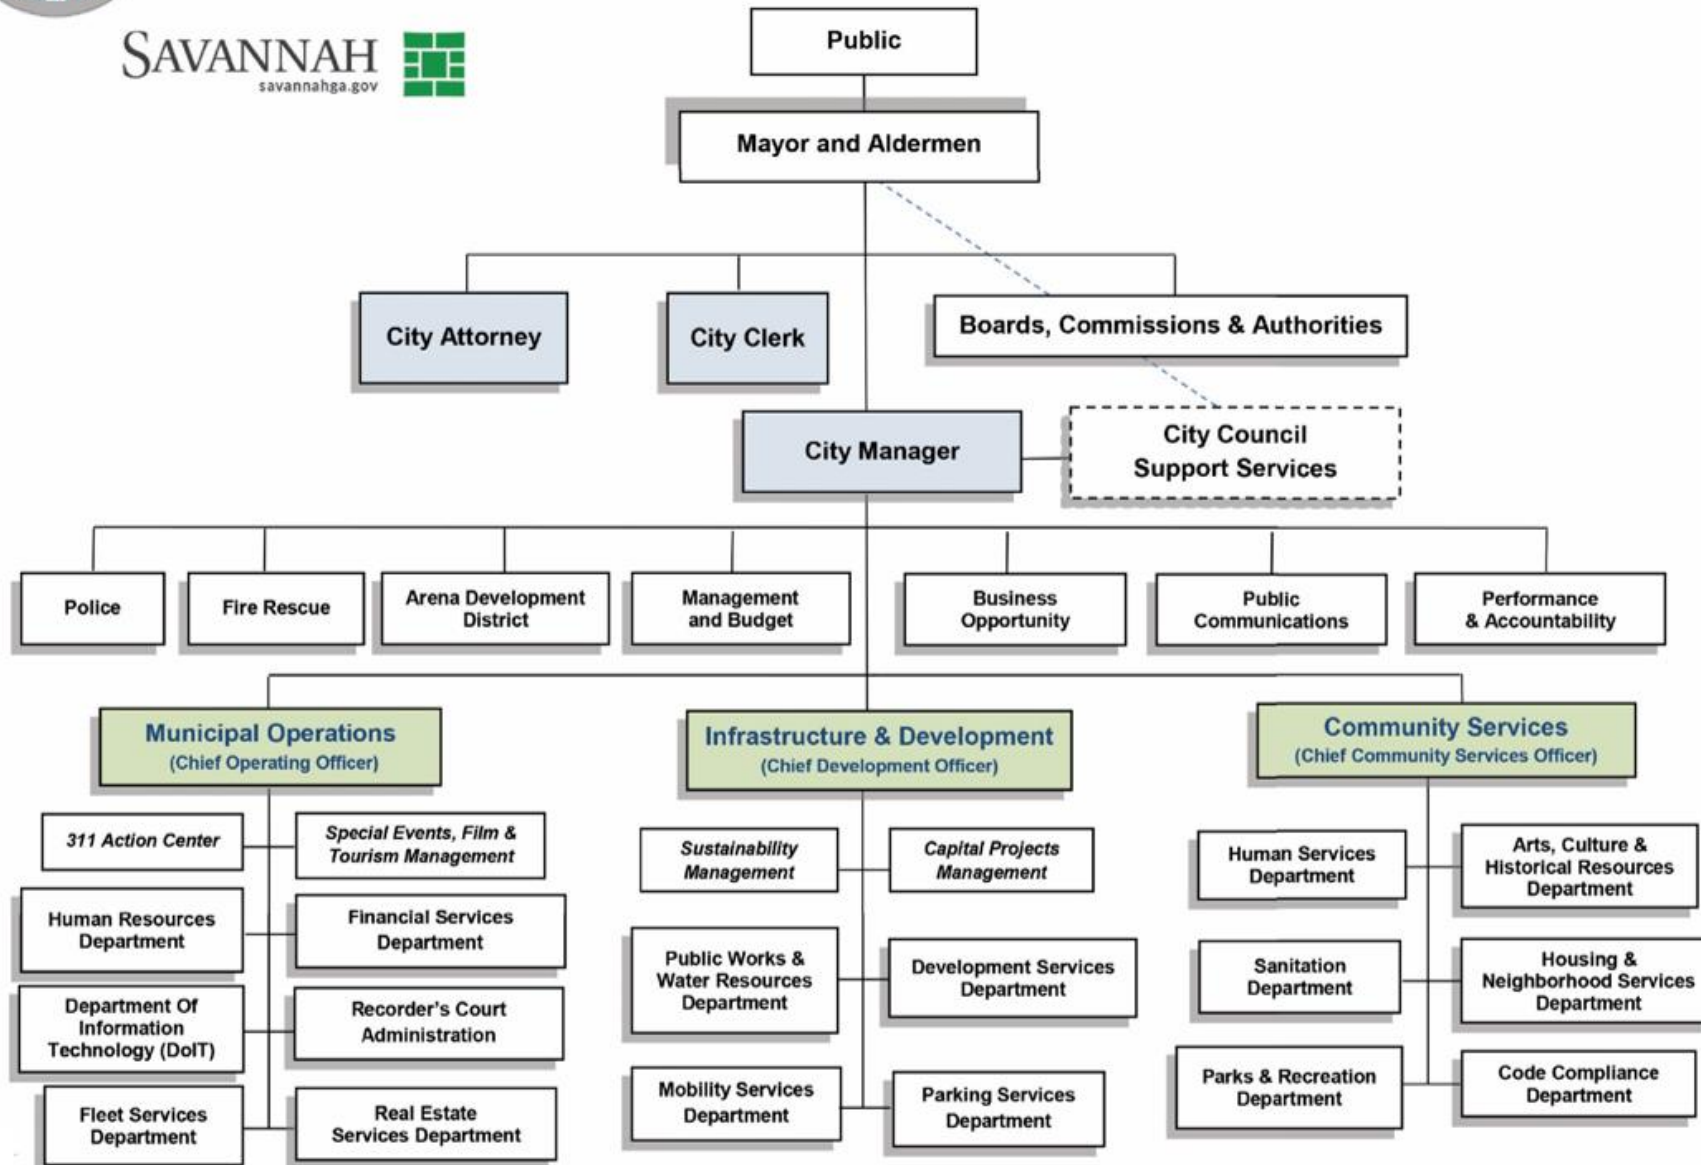 SAVANNAH
savannahga.gov
Public
Mayor and Aldermen
City Attorney
City Clerk
Boards, Commissions & Authorities
City Manager
City Council
Support Services
Police
Fire Rescue
Arena Development
District
Management
and Budget
Business
Opportunity
Public
Communications
Performance
& Accountability
Municipal Operations
(Chief Operating Officer)
311 Action Center
Special Events, Film &
Tourism Management
Human Resources
Department
Financial Services
Department
Department Of
Information
Technology (DoIT)
Recorder's Court
Administration
Fleet Services
Department
Real Estate
Services Department
Infrastructure & Development
(Chief Development Officer)
Sustainability
Management
Capital Projects
Management
Public Works &
Water Resources
Department
Development Services
Department
Mobility Services
Department
Parking Services
Department
Community Services
(Chief Community Services Officer)
Human Services
Department
Arts, Culture &
Historical Resources
Department
Sanitation
Department
Housing &
Neighborhood Services
Department
Parks & Recreation
Department
Code Compliance
Department